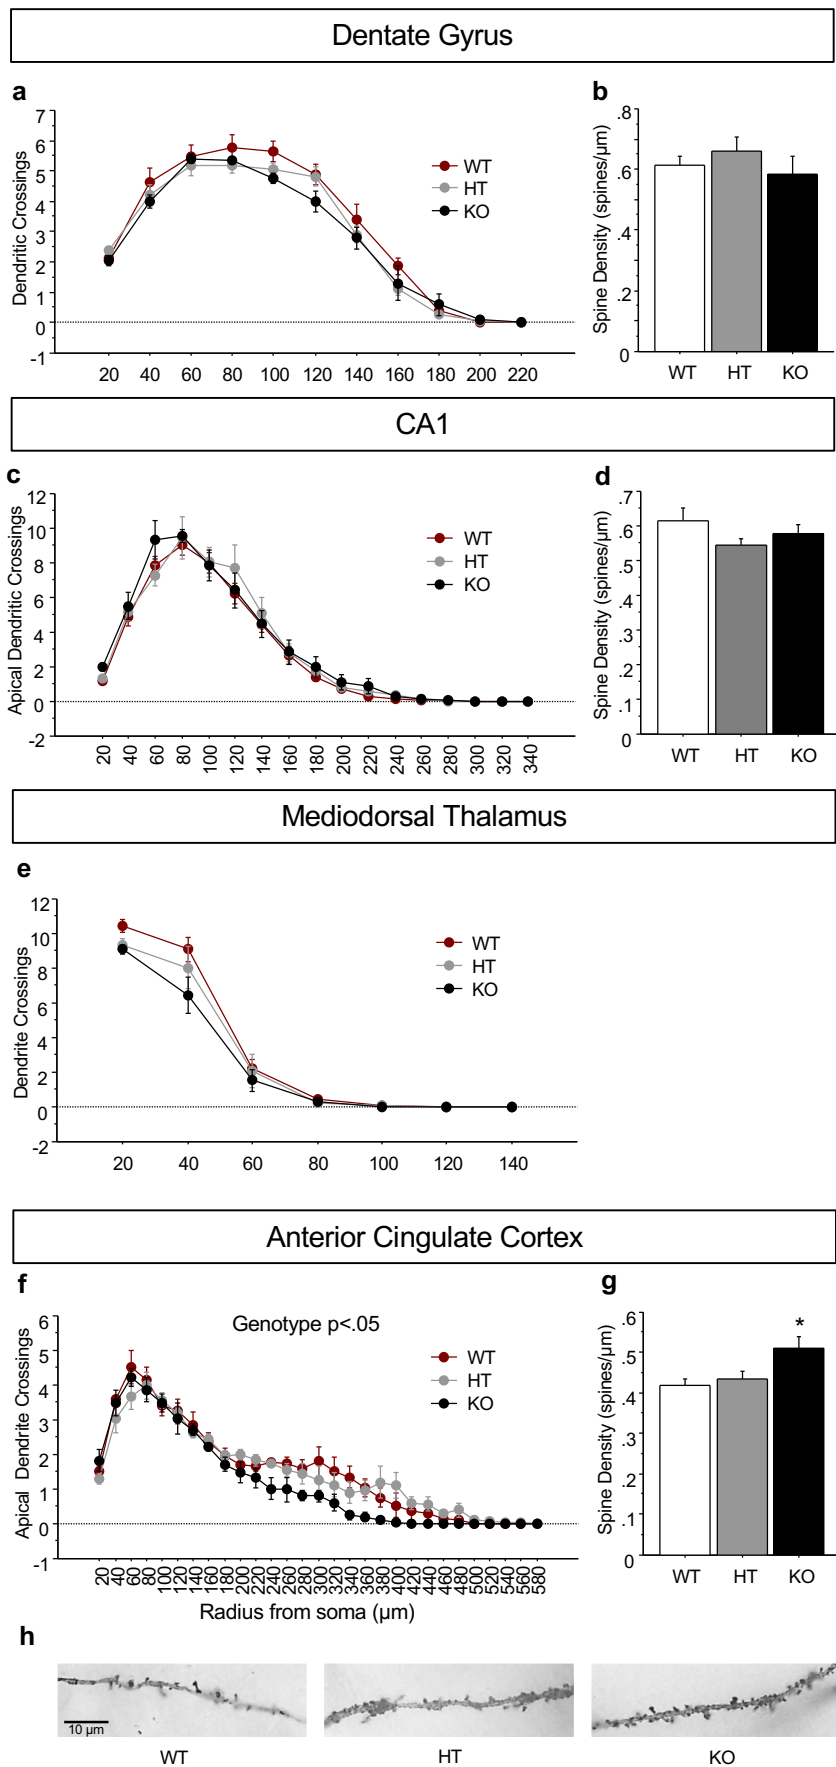 Dentate Gyrus
a
b
7
6
5
4
3
2
1
0
-1
Dendritic Crossings
WT
HT
KO
20 40 60 80 100 120 140 160 180 200 220
.8
.6
.4
.2
0
Spine Density (spines/µm)
WT HT KO
CA1
c
d
12
10
8
6
4
2
0
-2
Apical Dendritic Crossings
WT
HT
KO
20 40 60 80 100 120 140 160 180 200 220 240 260 280 300 320 340
.7
.6
.5
.4
.3
.2
.1
0
Spine Density (spines/µm)
WT HT KO
Mediodorsal Thalamus
e
12
10
8
6
4
2
0
-2
Dendrite Crossings
WT
HT
KO
20 40 60 80 100 120 140
Anterior Cingulate Cortex
f
g
6
5
4
3
2
1
0
-1
Apical Dendrite Crossings
Genotype p<.05
WT
HT
KO
20 40 60 80 100 120 140 160 180 200 220 240 260 280 300 320 340 360 380 400 420 440 460 480 500 520 540 560 580
Radius from soma (µm)
.6
.5
.4
.3
.2
.1
0
Spine Density (spines/µm)
*
WT HT KO
h
10 µm
WT HT KO